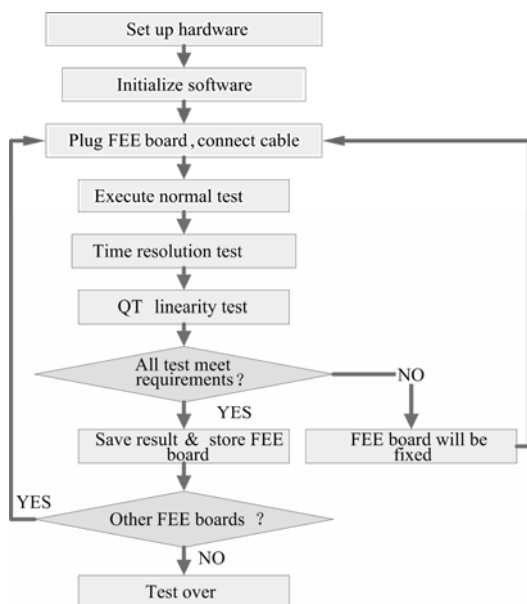 Set up hardware
Initialize software
Plug FEE board, connect cable
Execute normal test
Time resolution test
QT linearity test
All test meet
requirements?
NO
YES
Save result & store FEE
board
FEE board will be
fixed
YES
Other FEE boards ?
NO
Test over